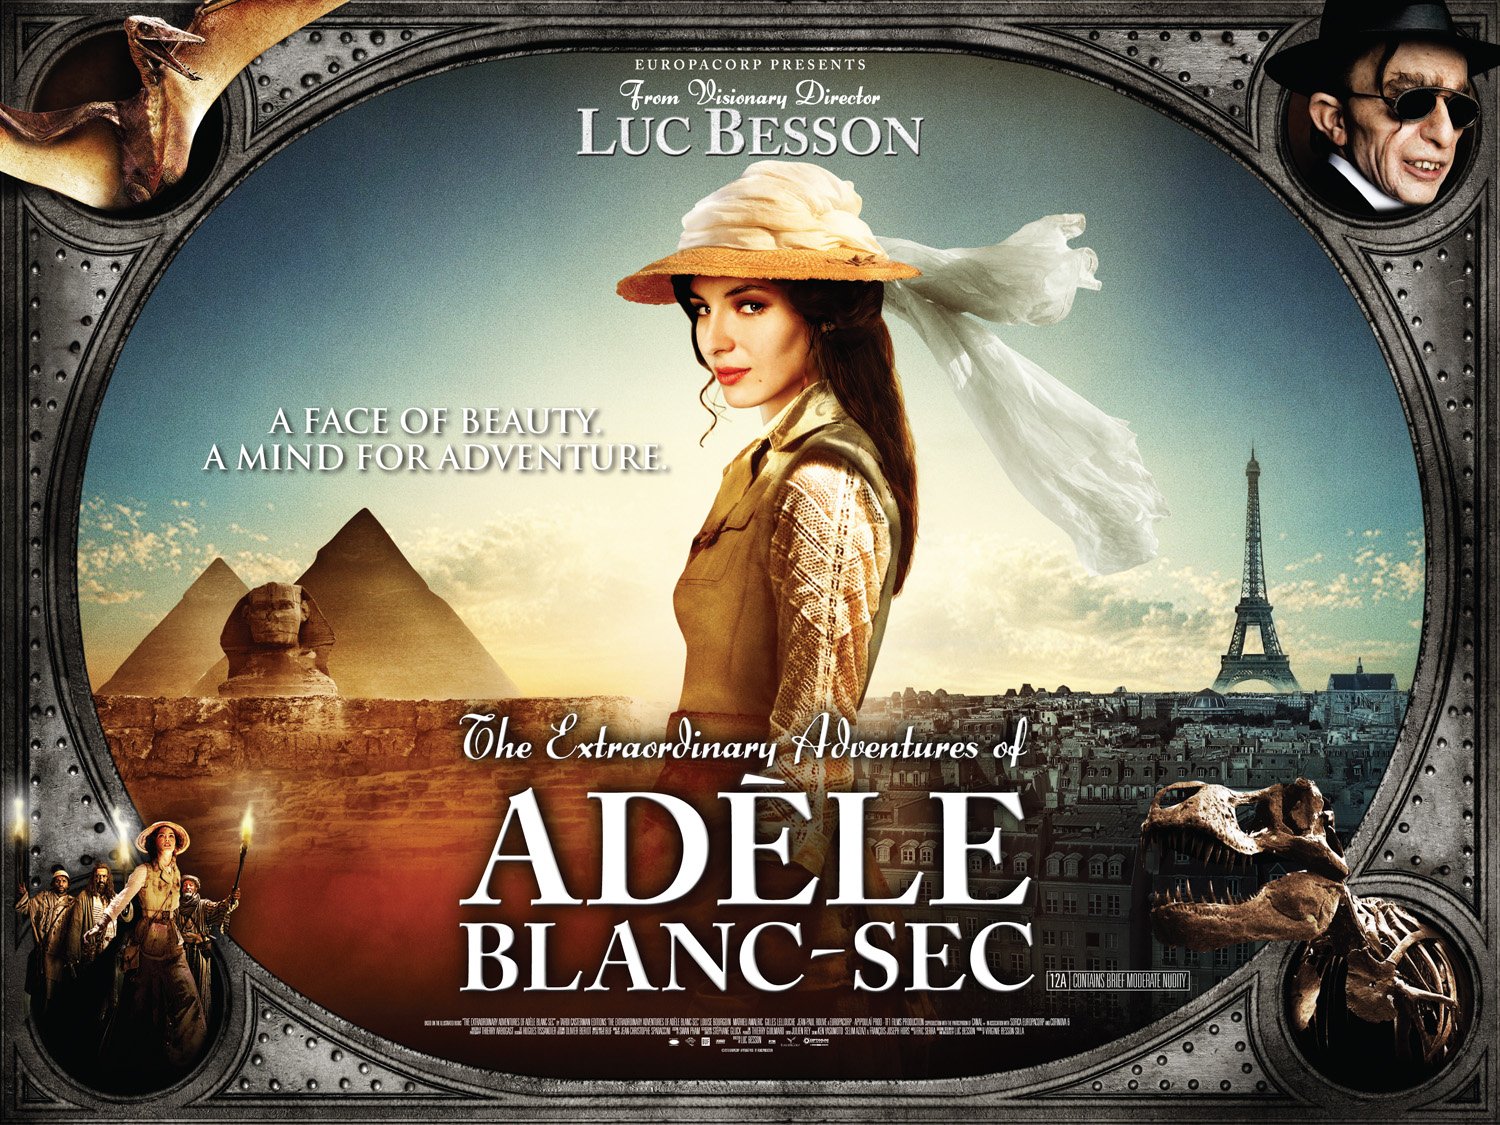 EUROPACORP PRESENTS
From Visionary Director
LUC BESSON
A FACE OF BEAUTY.
A MIND FOR ADVENTURE.
The Extraordinary Adventures of
ADÈLE
BLANC-SEC
12A CONTAINS BRIEF MODERATE NUDITY